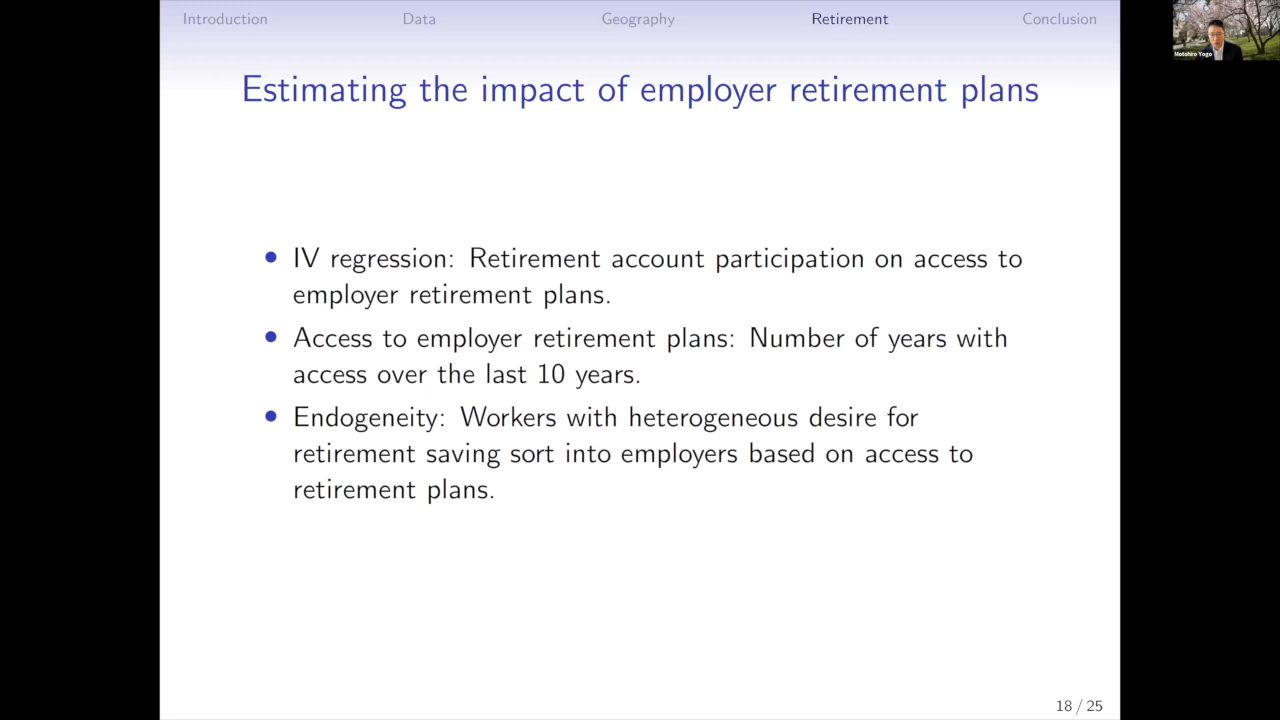 Introduction Data Geography Retirement Conclusion
Motohiro Yogo
Estimating the impact of employer retirement plans
• IV regression: Retirement account participation on access to
employer retirement plans.
• Access to employer retirement plans: Number of years with
access over the last 10 years.
• Endogeneity: Workers with heterogeneous desire for
retirement saving sort into employers based on access to
retirement plans.
18 / 25